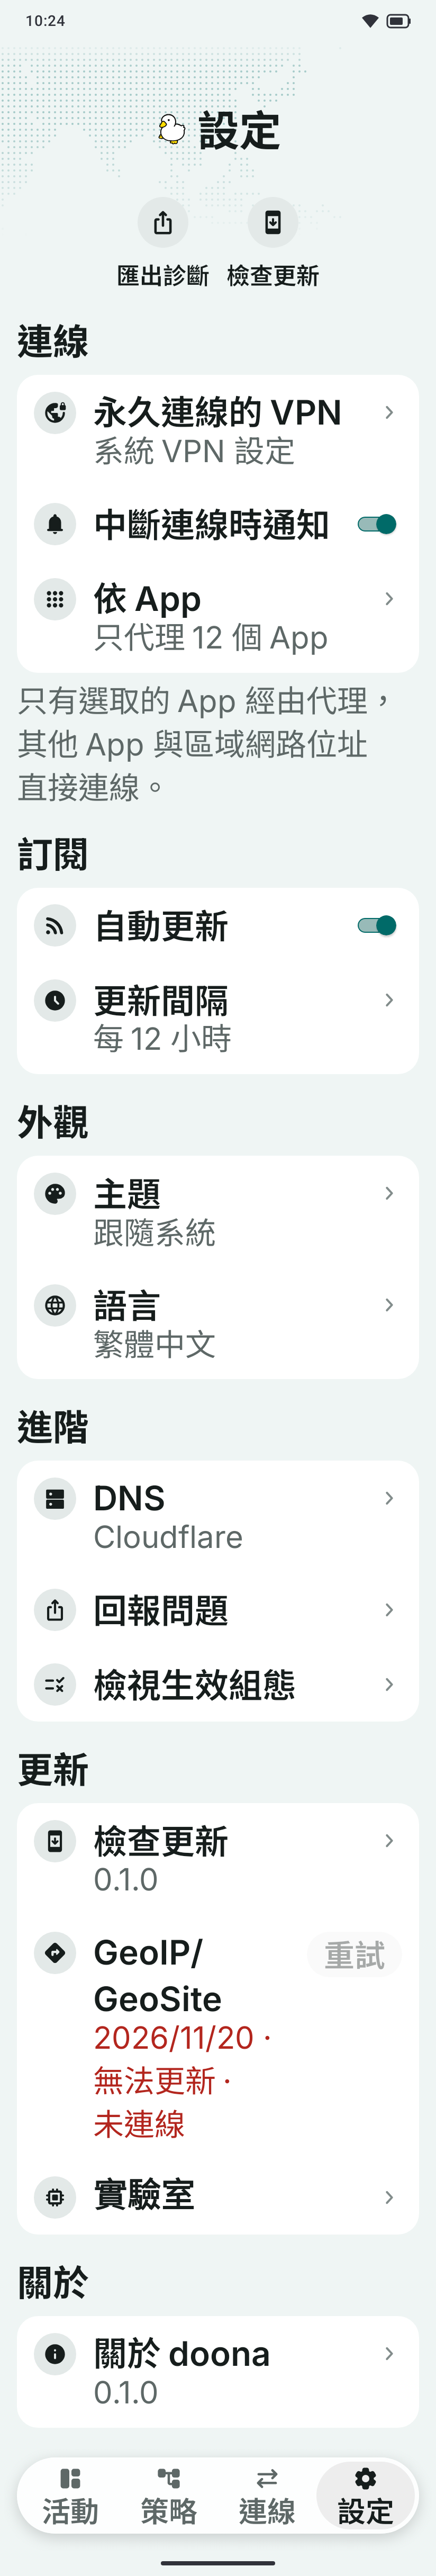 10:24
設定
匯出診斷
檢查更新
連線
永久連線的 VPN
系統 VPN 設定
中斷連線時通知
依 App
只代理 12 個 App
只有選取的 App 經由代理，
其他 App 與區域網路位址
直接連線。
訂閱
自動更新
更新間隔
每 12 小時
外觀
主題
跟隨系統
語言
繁體中文
進階
DNS
Cloudflare
回報問題
檢視生效組態
更新
檢查更新
0.1.0
GeoIP/
GeoSite
重試
2026/11/20 ·
無法更新 ·
未連線
實驗室
關於
關於 doona
0.1.0
活動
策略
連線
設定